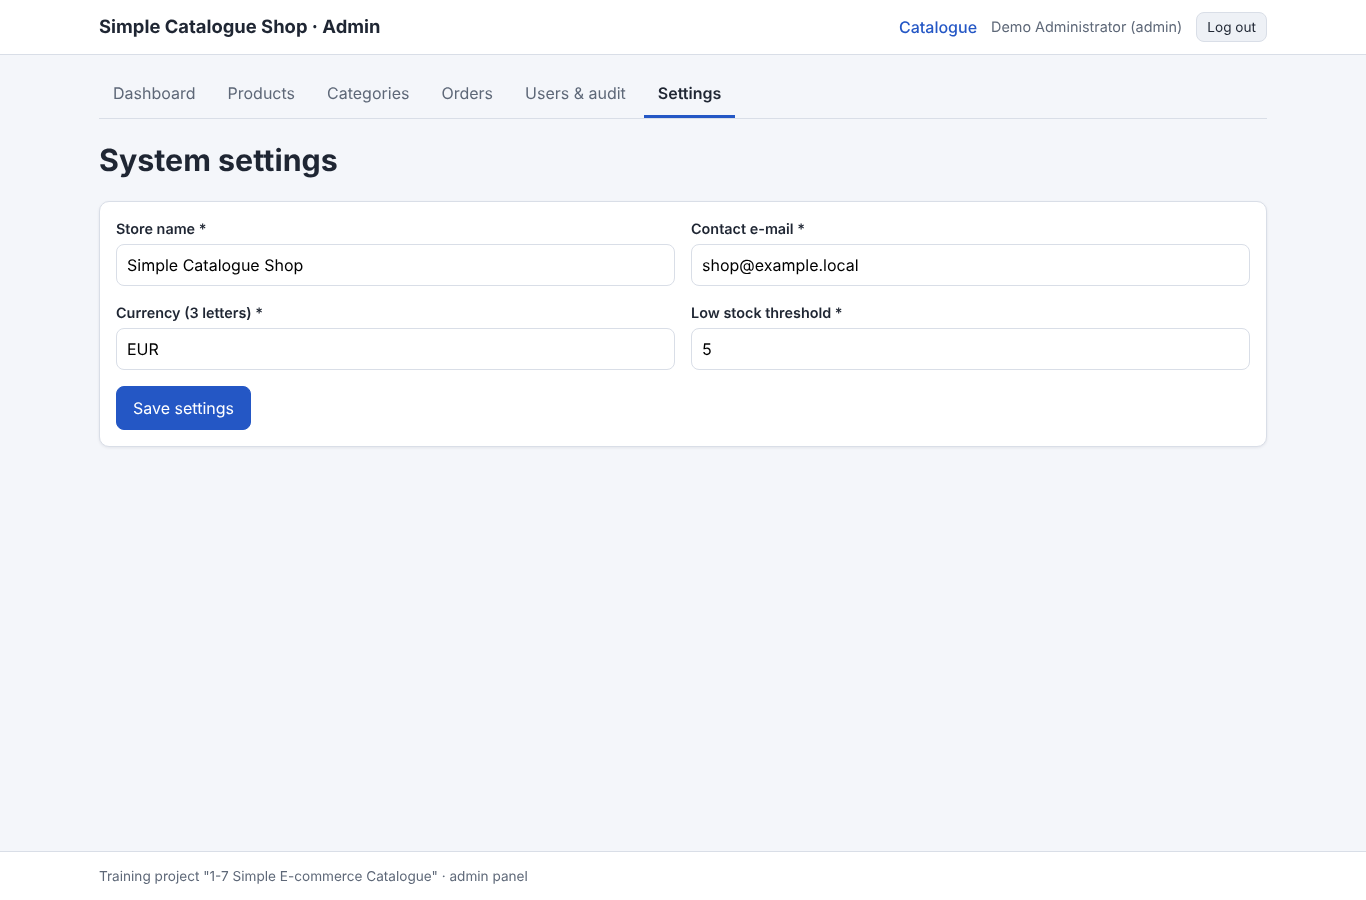 Simple Catalogue Shop · Admin
Catalogue
Demo Administrator (admin)
Log out
Dashboard
Products
Categories
Orders
Users & audit
Settings
System settings
Store name *
Simple Catalogue Shop
Contact e-mail *
shop@example.local
Currency (3 letters) *
EUR
Low stock threshold *
5
Save settings
Training project "1-7 Simple E-commerce Catalogue" · admin panel